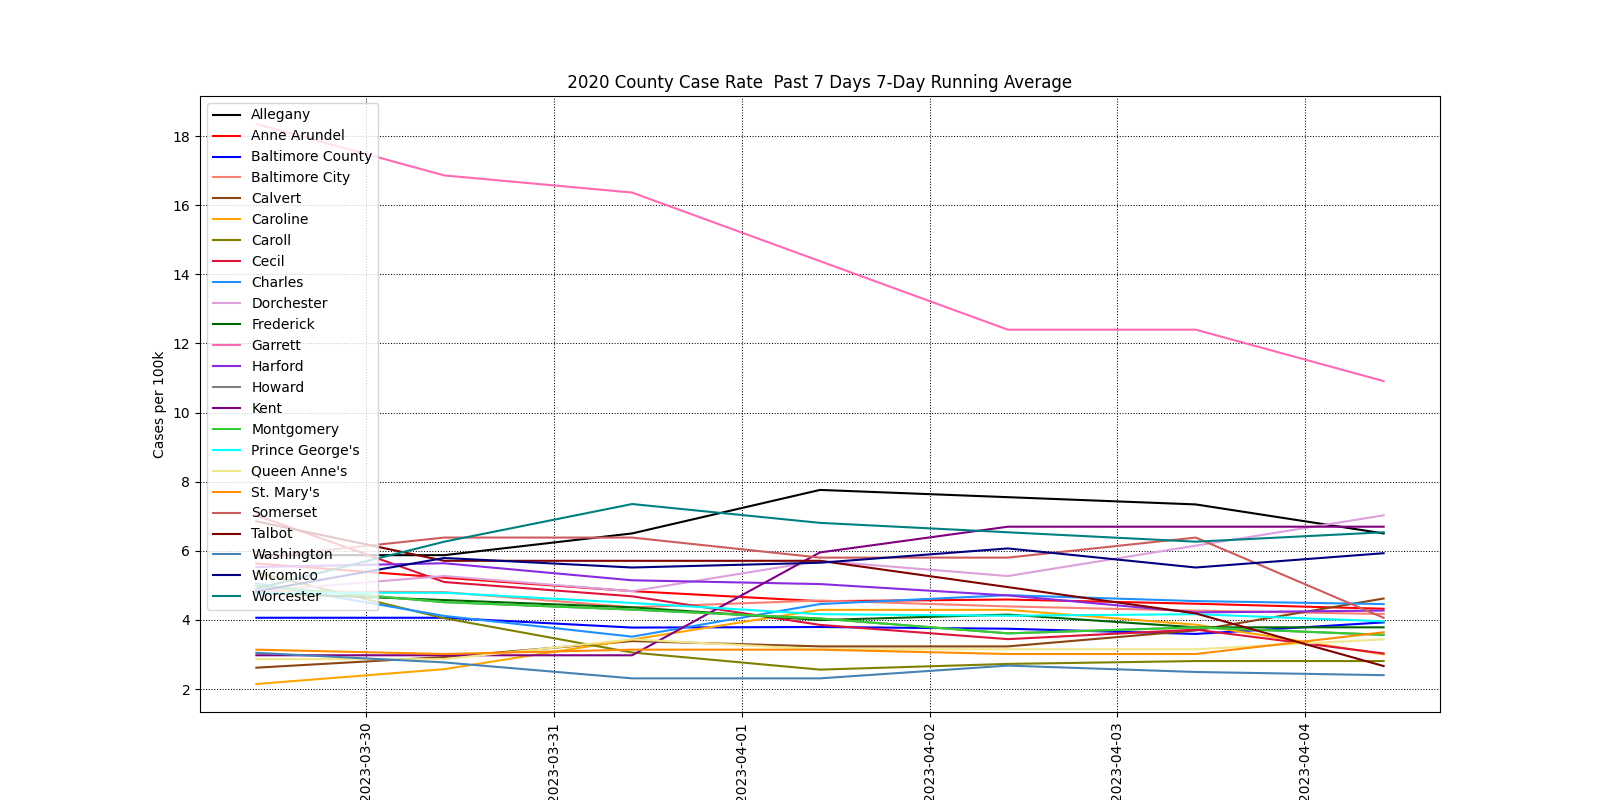 2020 County Case Rate  Past 7 Days 7-Day Running Average
Cases per 100k
18
16
14
12
10
8
6
4
2
Allegany
Anne Arundel
Baltimore County
Baltimore City
Calvert
Caroline
Caroll
Cecil
Charles
Dorchester
Frederick
Garrett
Harford
Howard
Kent
Montgomery
Prince George's
Queen Anne's
St. Mary's
Somerset
Talbot
Washington
Wicomico
Worcester
2023-03-30
2023-03-31
2023-04-01
2023-04-02
2023-04-03
2023-04-04